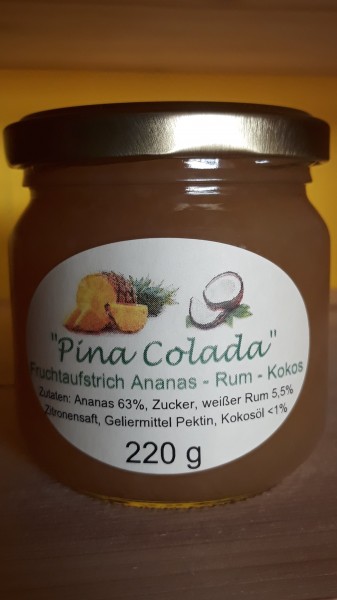 "Pina Colada"
Fruchtaufstrich Ananas - Rum - Kokos
Zutaten: Ananas 63%, Zucker, weißer Rum 5,5%
Zitronensaft, Geliermittel Pektin, Kokosöl <1%
220 g